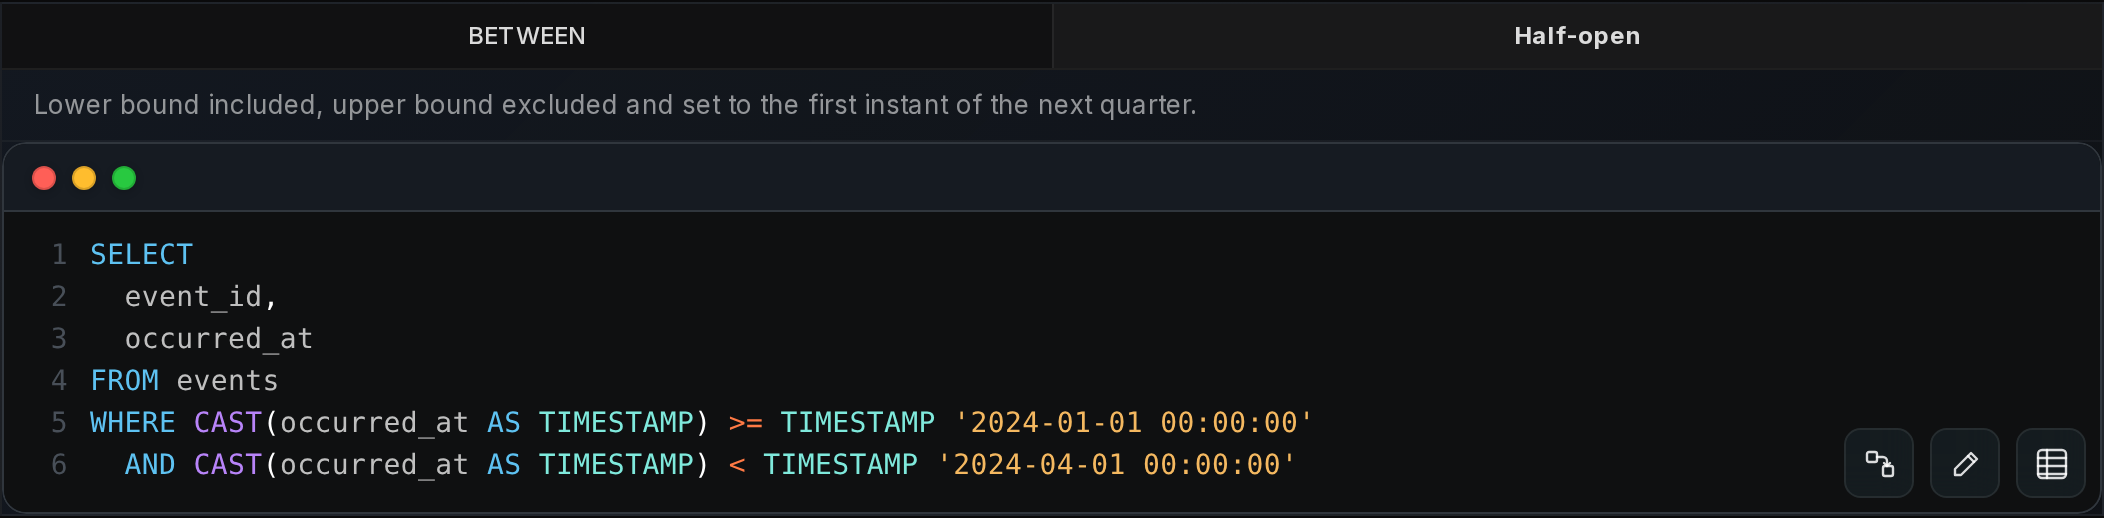 BETWEEN
Half-open
Lower bound included, upper bound excluded and set to the first instant of the next quarter.
1 SELECT
2   event_id,
3   occurred_at
4 FROM events
5 WHERE CAST(occurred_at AS TIMESTAMP) >= TIMESTAMP '2024-01-01 00:00:00'
6   AND CAST(occurred_at AS TIMESTAMP) < TIMESTAMP '2024-04-01 00:00:00'